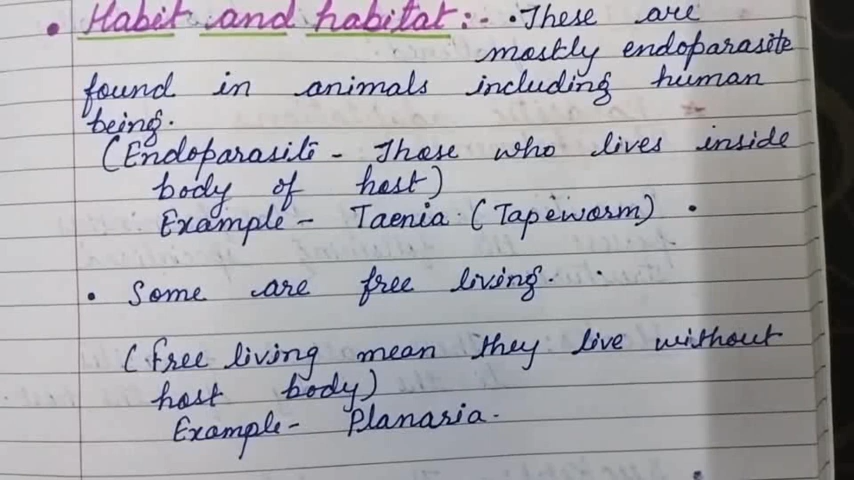 • Habit and habitat:- • These are
mostly endoparasite
found in animals including human
being.
(Endoparasite - Those who lives inside
body of host)
Example - Taenia (Tapeworm) •
• Some are free living.
(Free living mean they live without
host body)
Example - Planaria.